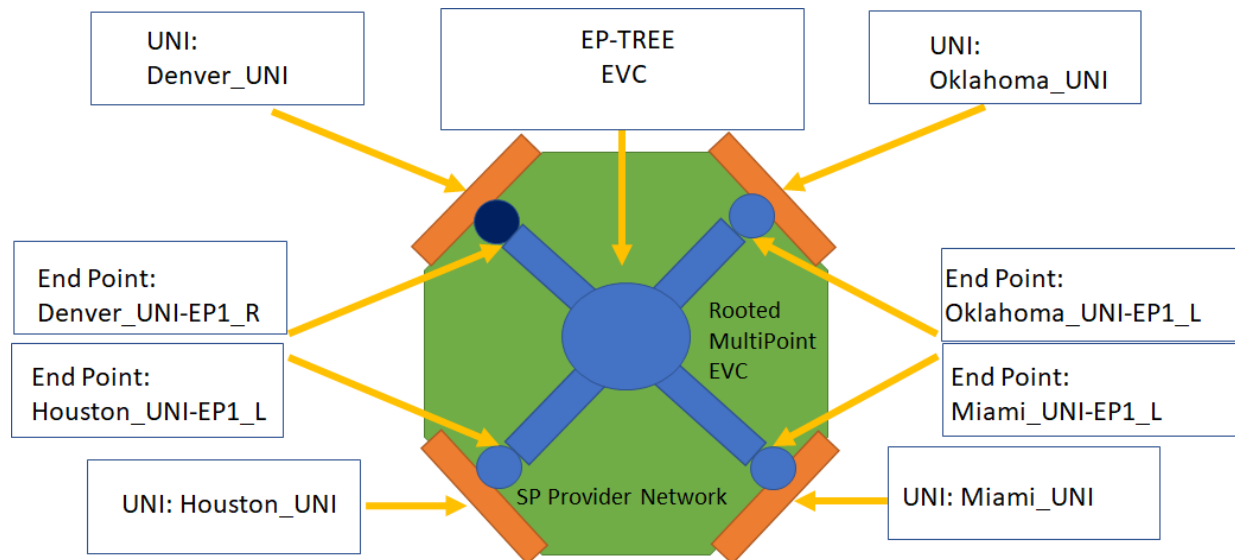 UNI:
Denver_UNI
EP-TREE
EVC
UNI:
Oklahoma_UNI
End Point:
Denver_UNI-EP1_R
End Point:
Oklahoma_UNI-EP1_L
Rooted
MultiPoint
EVC
End Point:
Houston_UNI-EP1_L
End Point:
Miami_UNI-EP1_L
UNI: Houston_UNI
SP Provider Network
UNI: Miami_UNI